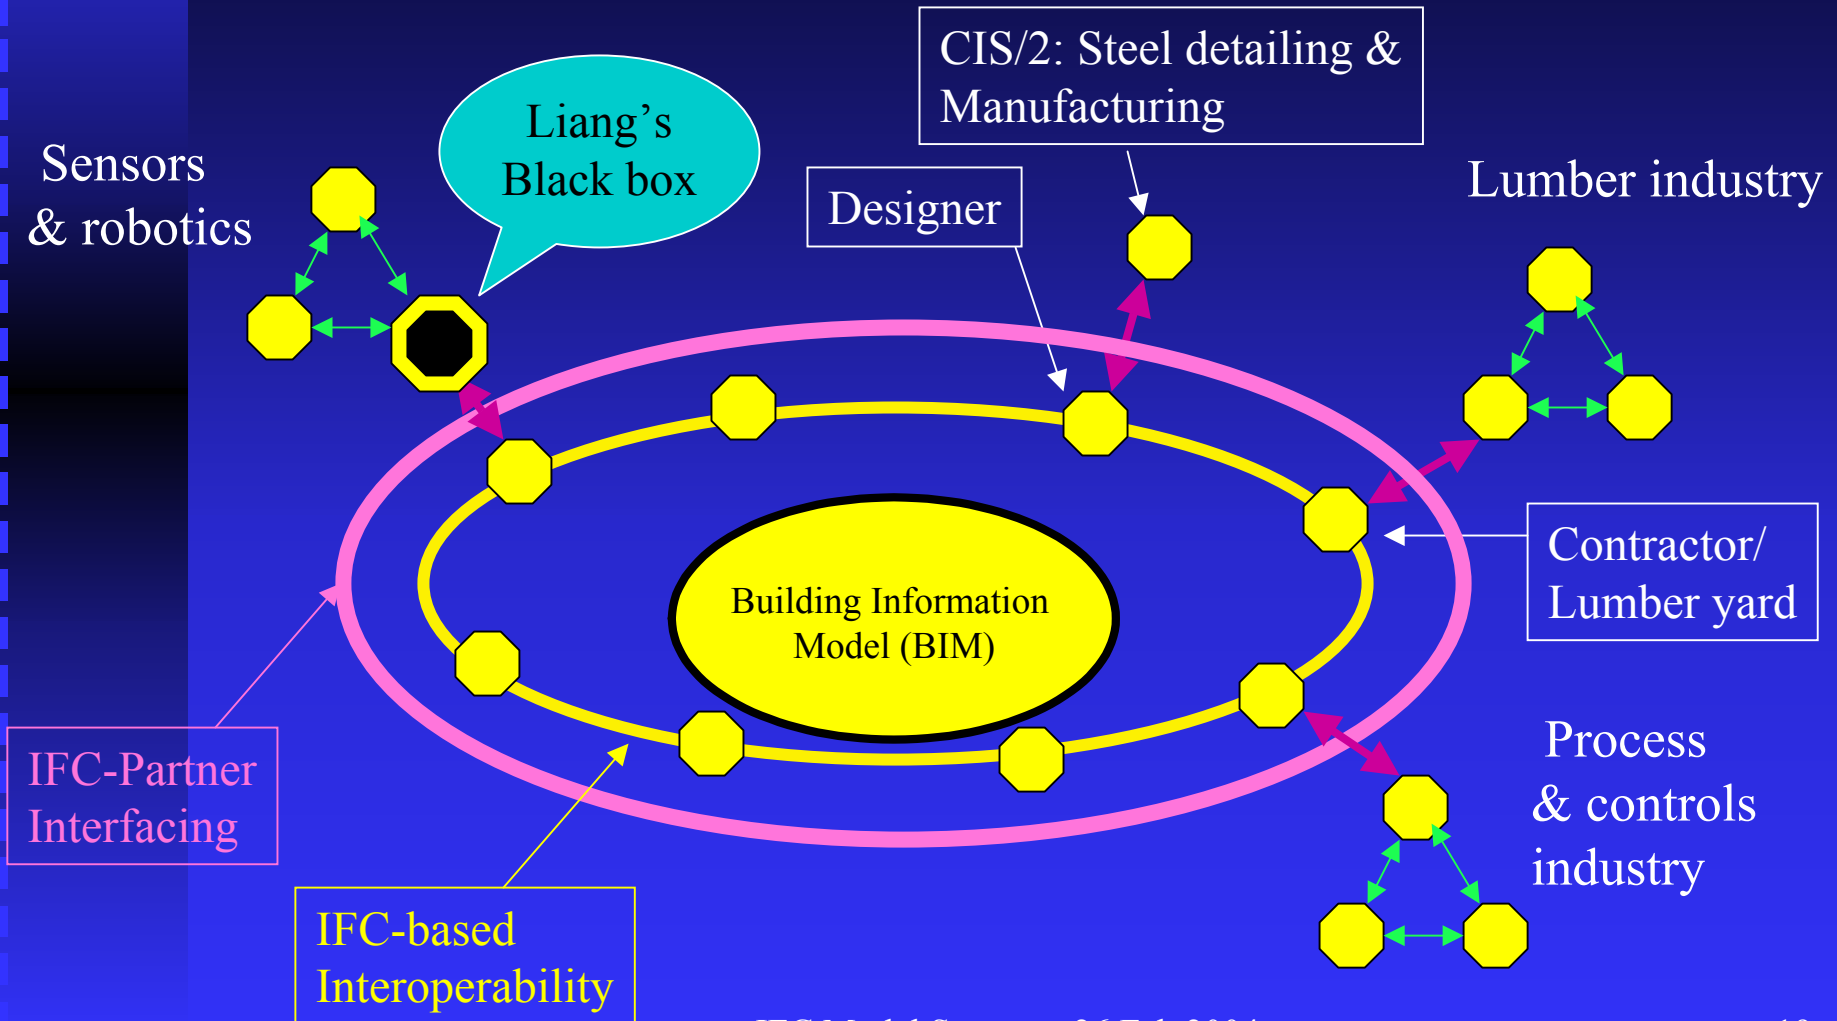 CIS/2: Steel detailing &
Manufacturing
Liang’s
Black box
Sensors
& robotics
Designer
Lumber industry
Contractor/
Lumber yard
Building Information
Model (BIM)
IFC-Partner
Interfacing
Process
& controls
industry
IFC-based
Interoperability